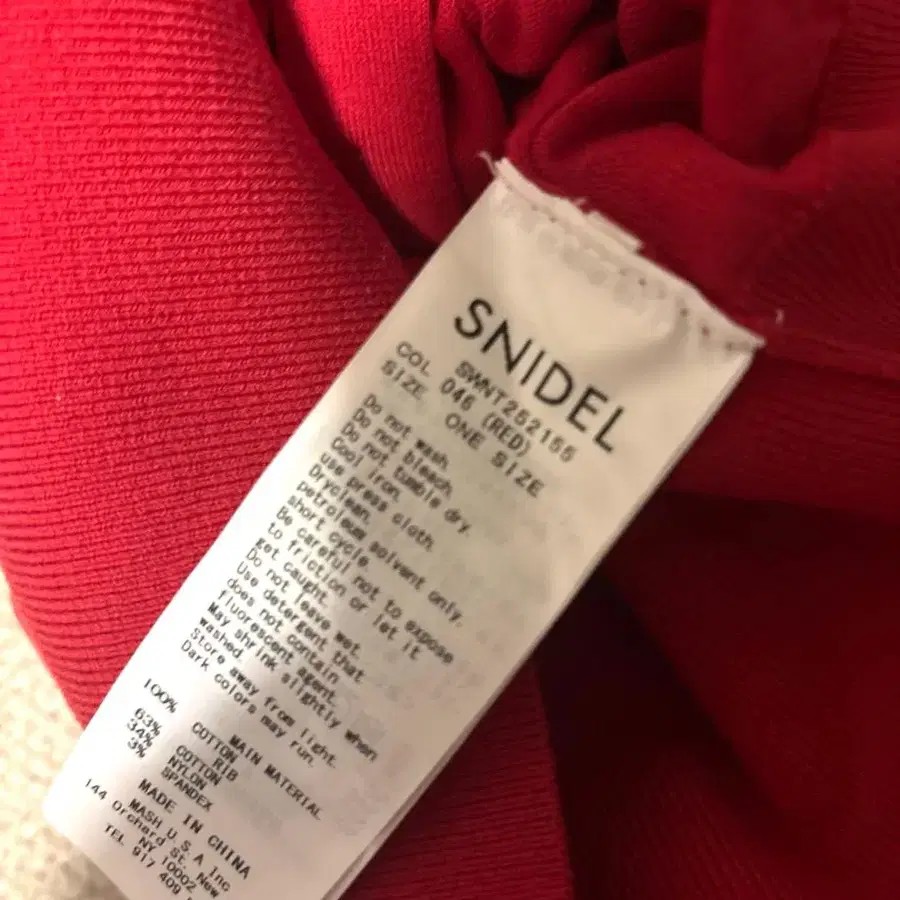 SNIDEL
SWNT252155
COL 046 (RED)
SIZE ONE SIZE
Do not wash.
Do not bleach.
Do not tumble dry.
Cool iron.
use press cloth.
Dryclean.
petroleum solvent only.
short cycle.
Be careful not to expose
to friction or let it
get caught.
Do not leave wet.
Use detergent that
does not contain
fluorescent agent.
May shrink slightly when
washed.
Store away from light.
Dark colors may run.
MAIN MATERIAL
100% COTTON
RIB
63% COTTON
34% NYLON
3% SPANDEX
MADE IN CHINA
MASH U.S.A Inc
144 Orchard St. New
NY 10002
TEL 917 409